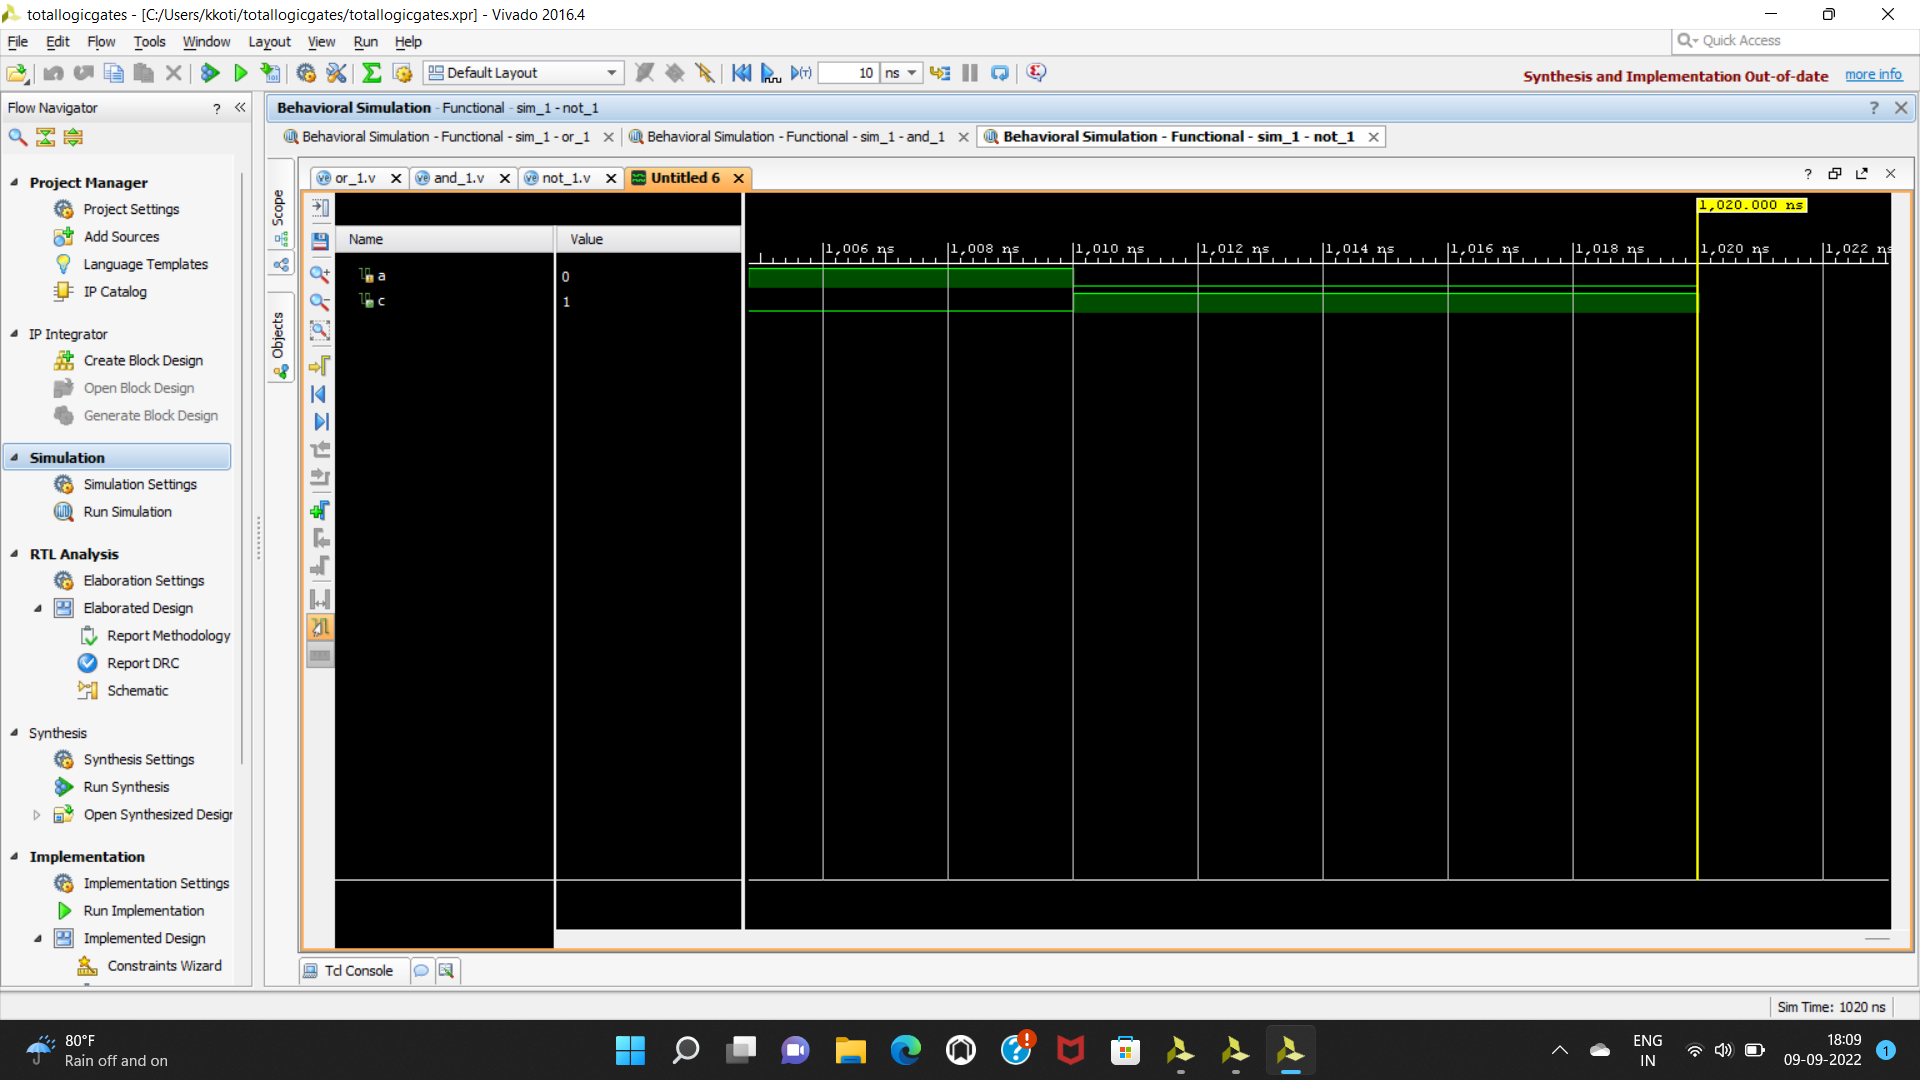 totallogicgates - [C:/Users/kkoti/totallogicgates/totallogicgates.xpr] - Vivado 2016.4
File Edit Flow Tools Window Layout View Run Help
Quick Access
Default Layout
10 ns
Synthesis and Implementation Out-of-date more info
Flow Navigator ? «
Behavioral Simulation - Functional - sim_1 - not_1
Behavioral Simulation - Functional - sim_1 - or_1
Behavioral Simulation - Functional - sim_1 - and_1
Behavioral Simulation - Functional - sim_1 - not_1
or_1.v
and_1.v
not_1.v
Untitled 6
Scope
Objects
Name Value
a 0
c 1
1,020.000 ns
1,006 ns 1,008 ns 1,010 ns 1,012 ns 1,014 ns 1,016 ns 1,018 ns 1,020 ns 1,022 ns
Project Manager
Project Settings
Add Sources
Language Templates
IP Catalog
IP Integrator
Create Block Design
Open Block Design
Generate Block Design
Simulation
Simulation Settings
Run Simulation
RTL Analysis
Elaboration Settings
Elaborated Design
Report Methodology
Report DRC
Schematic
Synthesis
Synthesis Settings
Run Synthesis
Open Synthesized Design
Implementation
Implementation Settings
Run Implementation
Implemented Design
Constraints Wizard
Tcl Console
Sim Time: 1020 ns
80°F
Rain off and on
ENG
IN
18:09
09-09-2022
1